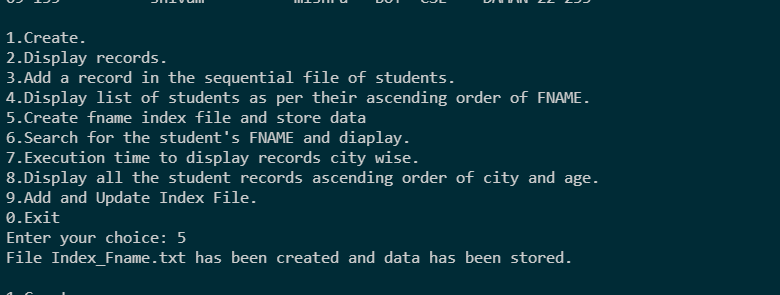 1.Create.
2.Display records.
3.Add a record in the sequential file of students.
4.Display list of students as per their ascending order of FNAME.
5.Create fname index file and store data
6.Search for the student's FNAME and diaplay.
7.Execution time to display records city wise.
8.Display all the student records ascending order of city and age.
9.Add and Update Index File.
0.Exit
Enter your choice: 5
File Index_Fname.txt has been created and data has been stored.